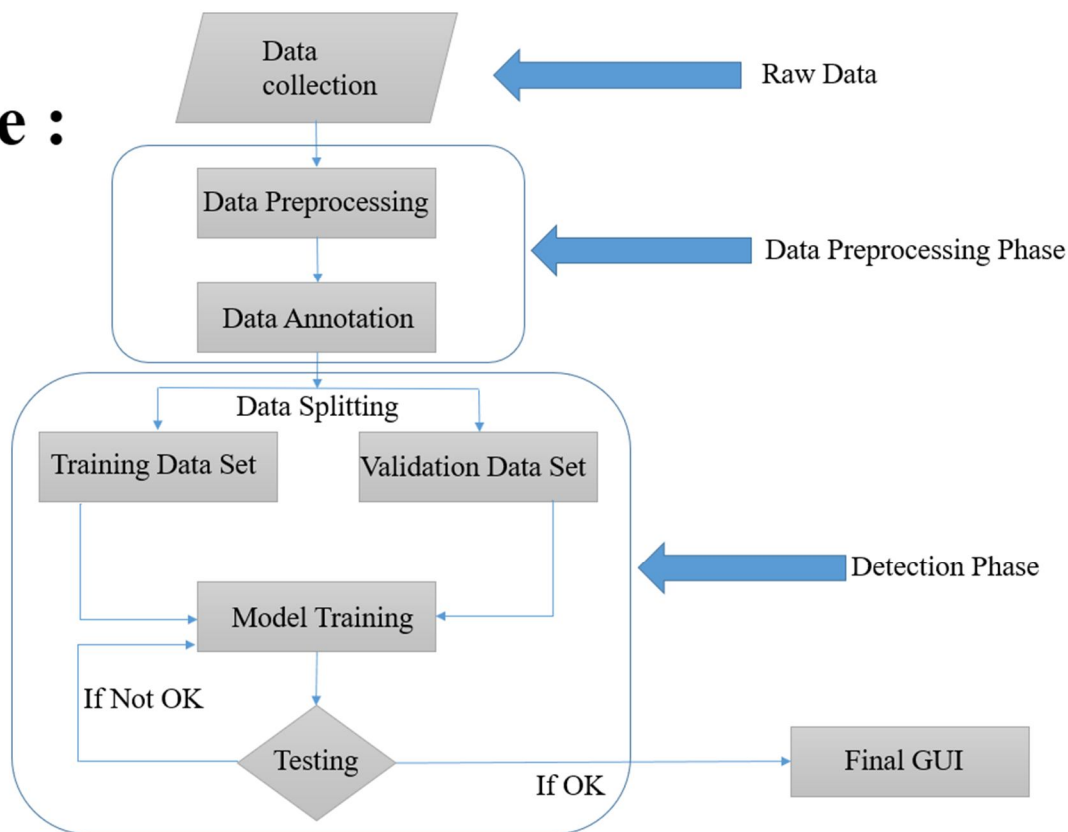 Data
collection
Raw Data
e :
Data Preprocessing
Data Preprocessing Phase
Data Annotation
Data Splitting
Training Data Set
Validation Data Set
Detection Phase
Model Training
If Not OK
Testing
If OK
Final GUI